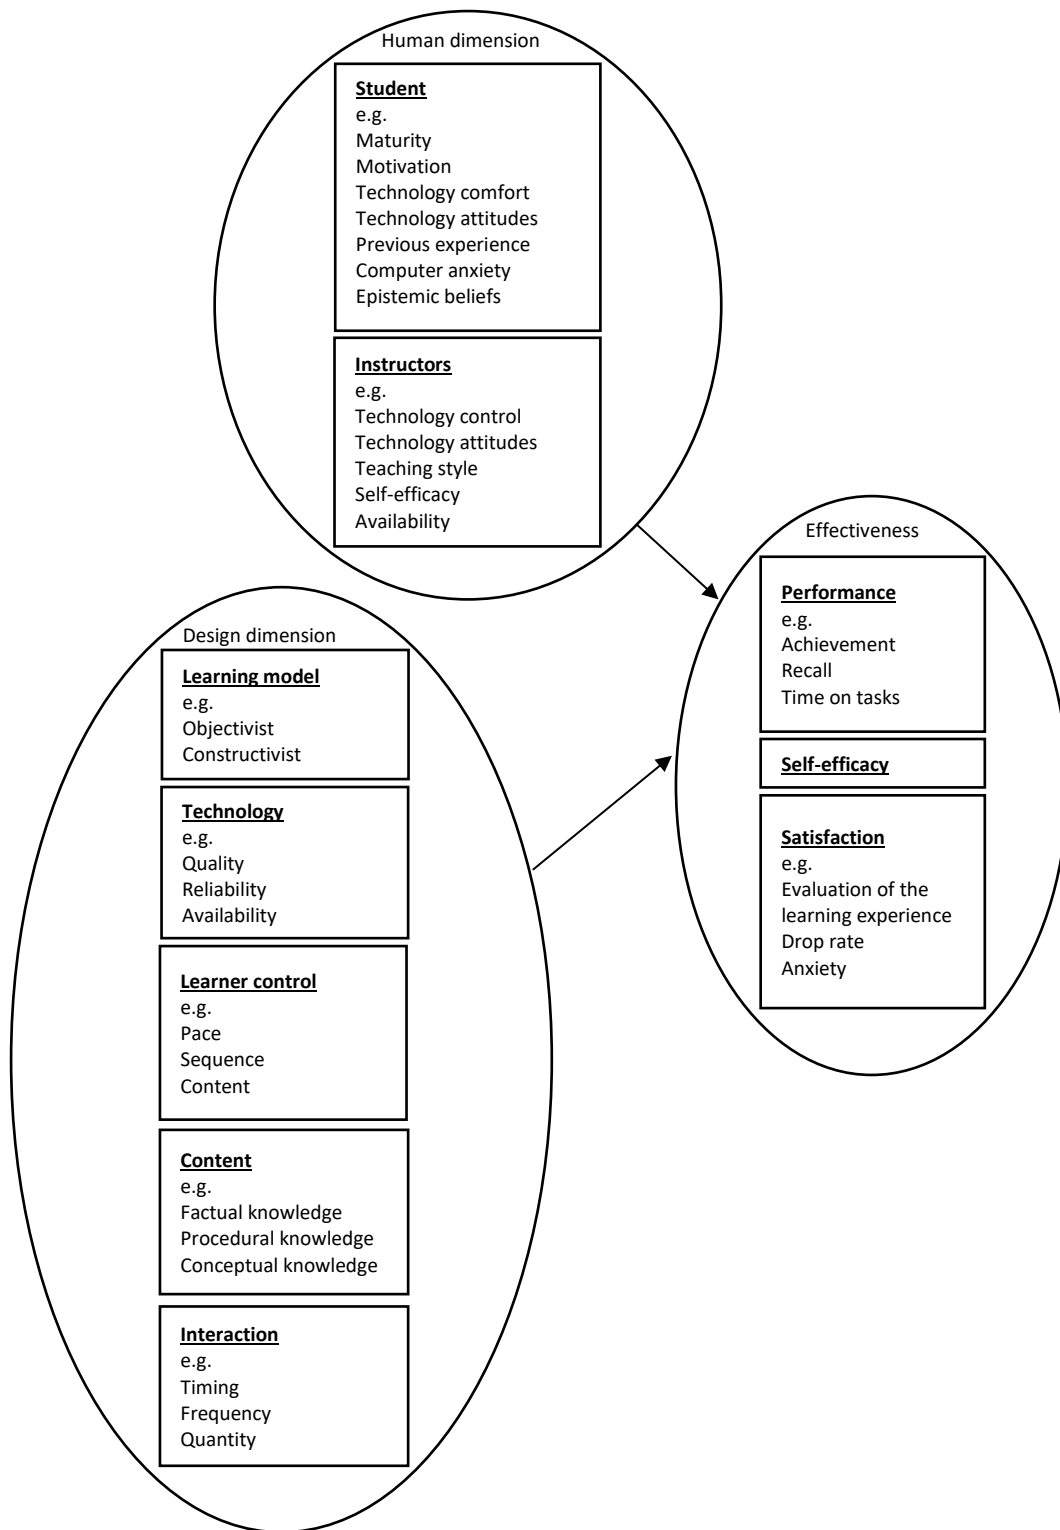 Human dimension
Student
e.g.
Maturity
Motivation
Technology comfort
Technology attitudes
Previous experience
Computer anxiety
Epistemic beliefs
Instructors
e.g.
Technology control
Technology attitudes
Teaching style
Self-efficacy
Availability
Design dimension
Learning model
e.g.
Objectivist
Constructivist
Technology
e.g.
Quality
Reliability
Availability
Learner control
e.g.
Pace
Sequence
Content
Content
e.g.
Factual knowledge
Procedural knowledge
Conceptual knowledge
Interaction
e.g.
Timing
Frequency
Quantity
Effectiveness
Performance
e.g.
Achievement
Recall
Time on tasks
Self-efficacy
Satisfaction
e.g.
Evaluation of the
learning experience
Drop rate
Anxiety